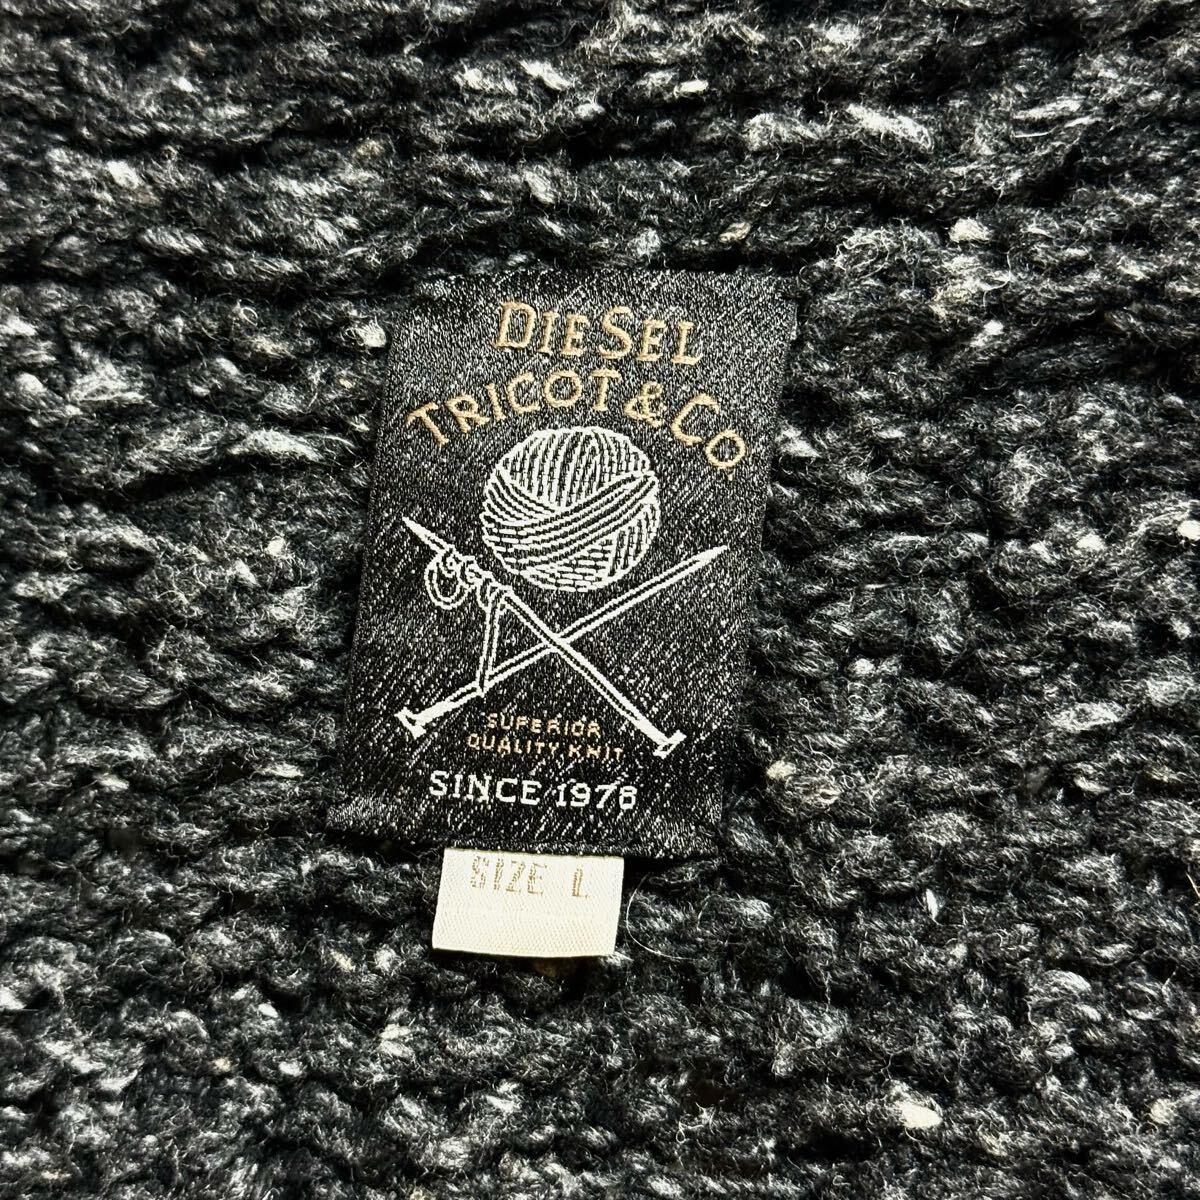 DIESEL
TRICOT & CO
SUPERIOR
QUALITY KNIT
SINCE 1978
SIZE L